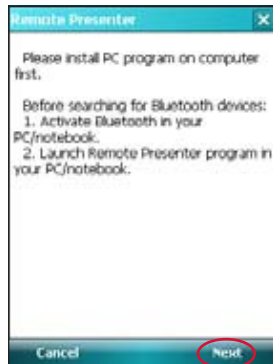 Remote Presenter
Please install PC program on computer
first.
Before searching for Bluetooth devices:
1. Activate Bluetooth in your
PC/notebook.
2. Launch Remote Presenter program in
your PC/notebook.
Cancel Next